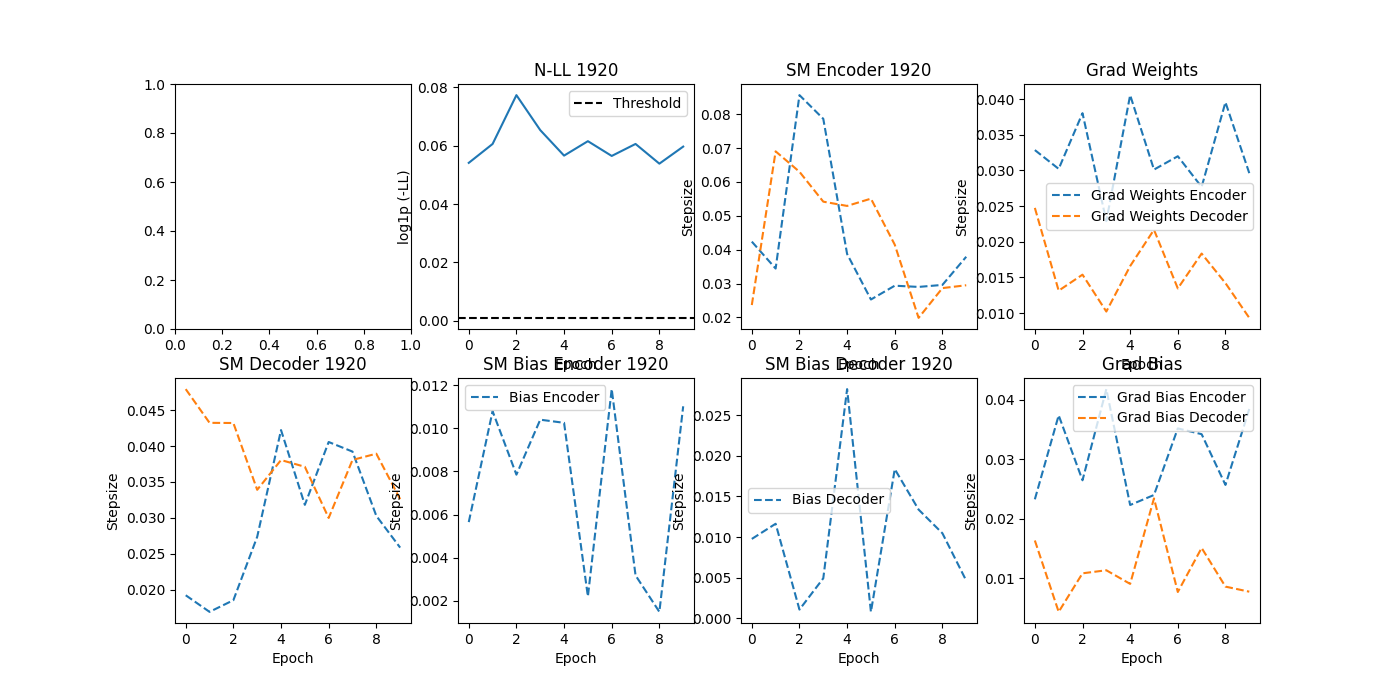 N-LL 1920
SM Encoder 1920
Grad Weights
1.0
0.8
0.6
0.4
0.2
0.0
0.0 0.2 0.4 0.6 0.8 1.0
log1p (-LL)
0.08
0.06
0.04
0.02
0.00
Threshold
0 2 4 6 8
Epoch
Stepsize
0.08
0.07
0.06
0.05
0.04
0.03
0.02
0 2 4 6 8
Epoch
Stepsize
0.040
0.035
0.030
0.025
0.020
0.015
0.010
Grad Weights Encoder
Grad Weights Decoder
0 2 4 6 8
Epoch
SM Decoder 1920
SM Bias Encoder 1920
SM Bias Decoder 1920
Grad Bias
Stepsize
0.045
0.040
0.035
0.030
0.025
0.020
0 2 4 6 8
Epoch
Stepsize
0.012
0.010
0.008
0.006
0.004
0.002
Bias Encoder
0 2 4 6 8
Epoch
Stepsize
0.025
0.020
0.015
0.010
0.005
0.000
Bias Decoder
0 2 4 6 8
Epoch
Stepsize
0.04
0.03
0.02
0.01
Grad Bias Encoder
Grad Bias Decoder
0 2 4 6 8
Epoch